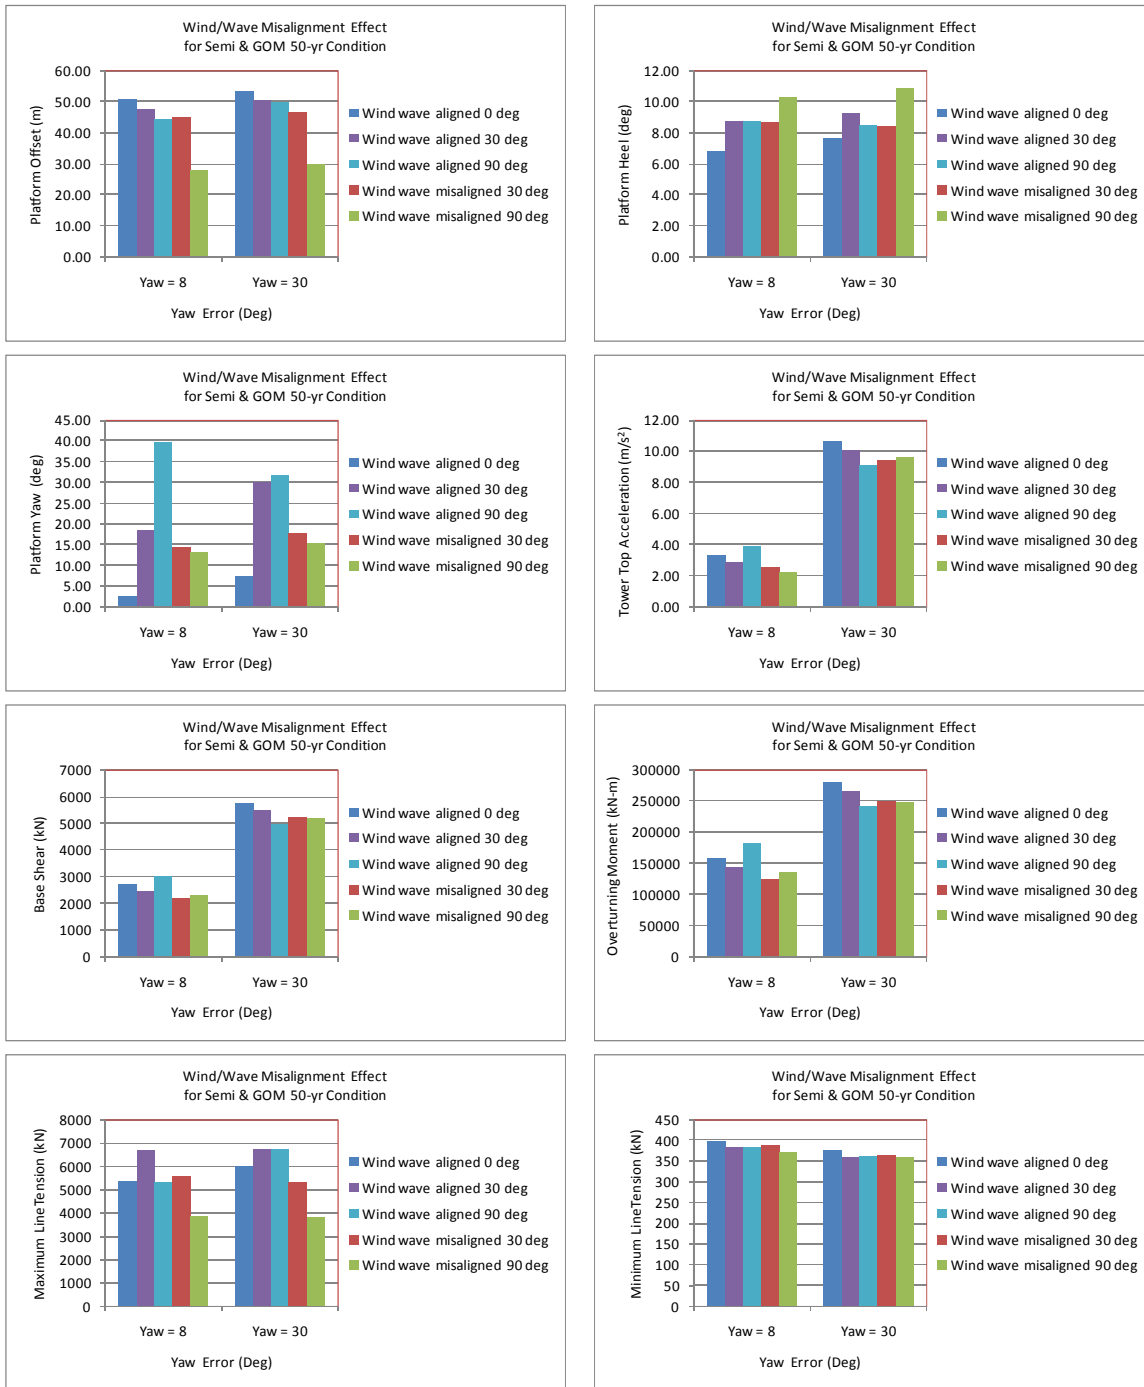 Wind/Wave Misalignment Effect
for Semi & GOM 50-yr Condition
Platform Offset (m)
60.00
50.00
40.00
30.00
20.00
10.00
0.00
Yaw = 8
Yaw = 30
Yaw Error (Deg)
Wind wave aligned 0 deg
Wind wave aligned 30 deg
Wind wave aligned 90 deg
Wind wave misaligned 30 deg
Wind wave misaligned 90 deg
Wind/Wave Misalignment Effect
for Semi & GOM 50-yr Condition
Platform Heel (deg)
12.00
10.00
8.00
6.00
4.00
2.00
0.00
Yaw = 8
Yaw = 30
Yaw Error (Deg)
Wind wave aligned 0 deg
Wind wave aligned 30 deg
Wind wave aligned 90 deg
Wind wave misaligned 30 deg
Wind wave misaligned 90 deg
Wind/Wave Misalignment Effect
for Semi & GOM 50-yr Condition
Platform Yaw (deg)
45.00
40.00
35.00
30.00
25.00
20.00
15.00
10.00
5.00
0.00
Yaw = 8
Yaw = 30
Yaw Error (Deg)
Wind wave aligned 0 deg
Wind wave aligned 30 deg
Wind wave aligned 90 deg
Wind wave misaligned 30 deg
Wind wave misaligned 90 deg
Wind/Wave Misalignment Effect
for Semi & GOM 50-yr Condition
Tower Top Acceleration (m/s²)
12.00
10.00
8.00
6.00
4.00
2.00
0.00
Yaw = 8
Yaw = 30
Yaw Error (Deg)
Wind wave aligned 0 deg
Wind wave aligned 30 deg
Wind wave aligned 90 deg
Wind wave misaligned 30 deg
Wind wave misaligned 90 deg
Wind/Wave Misalignment Effect
for Semi & GOM 50-yr Condition
Base Shear (kN)
7000
6000
5000
4000
3000
2000
1000
0
Yaw = 8
Yaw = 30
Yaw Error (Deg)
Wind wave aligned 0 deg
Wind wave aligned 30 deg
Wind wave aligned 90 deg
Wind wave misaligned 30 deg
Wind wave misaligned 90 deg
Wind/Wave Misalignment Effect
for Semi & GOM 50-yr Condition
Overturning Moment (kN-m)
300000
250000
200000
150000
100000
50000
0
Yaw = 8
Yaw = 30
Yaw Error (Deg)
Wind wave aligned 0 deg
Wind wave aligned 30 deg
Wind wave aligned 90 deg
Wind wave misaligned 30 deg
Wind wave misaligned 90 deg
Wind/Wave Misalignment Effect
for Semi & GOM 50-yr Condition
Maximum Line Tension (kN)
8000
7000
6000
5000
4000
3000
2000
1000
0
Yaw = 8
Yaw = 30
Yaw Error (Deg)
Wind wave aligned 0 deg
Wind wave aligned 30 deg
Wind wave aligned 90 deg
Wind wave misaligned 30 deg
Wind wave misaligned 90 deg
Wind/Wave Misalignment Effect
for Semi & GOM 50-yr Condition
Minimum Line Tension (kN)
450
400
350
300
250
200
150
100
50
0
Yaw = 8
Yaw = 30
Yaw Error (Deg)
Wind wave aligned 0 deg
Wind wave aligned 30 deg
Wind wave aligned 90 deg
Wind wave misaligned 30 deg
Wind wave misaligned 90 deg